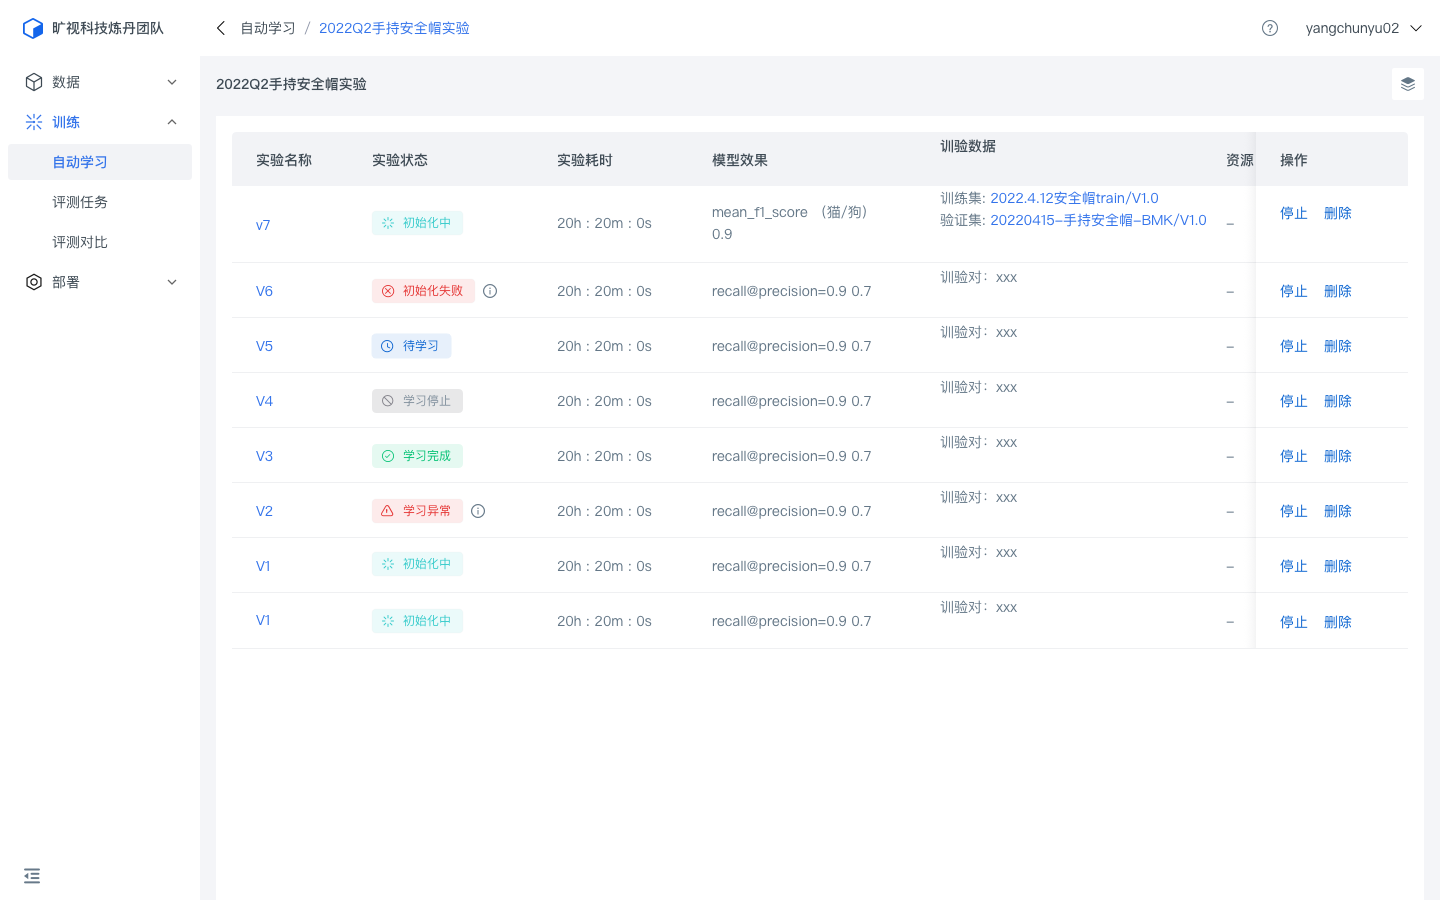 旷视科技炼丹团队
自动学习 / 2022Q2手持安全帽实验
yangchunyu02
数据
训练
自动学习
评测任务
评测对比
部署
2022Q2手持安全帽实验
实验名称 实验状态 实验耗时 模型效果 训验数据 资源 操作
v7 初始化中 20h : 20m : 0s mean_f1_score （猫/狗） 0.9 训练集: 2022.4.12安全帽train/V1.0 – 停止 删除
验证集: 20220415–手持安全帽–BMK/V1.0
V6 初始化失败 20h : 20m : 0s recall@precision=0.9 0.7 训验对：xxx – 停止 删除
V5 待学习 20h : 20m : 0s recall@precision=0.9 0.7 训验对：xxx – 停止 删除
V4 学习停止 20h : 20m : 0s recall@precision=0.9 0.7 训验对：xxx – 停止 删除
V3 学习完成 20h : 20m : 0s recall@precision=0.9 0.7 训验对：xxx – 停止 删除
V2 学习异常 20h : 20m : 0s recall@precision=0.9 0.7 训验对：xxx – 停止 删除
V1 初始化中 20h : 20m : 0s recall@precision=0.9 0.7 训验对：xxx – 停止 删除
V1 初始化中 20h : 20m : 0s recall@precision=0.9 0.7 训验对：xxx – 停止 删除